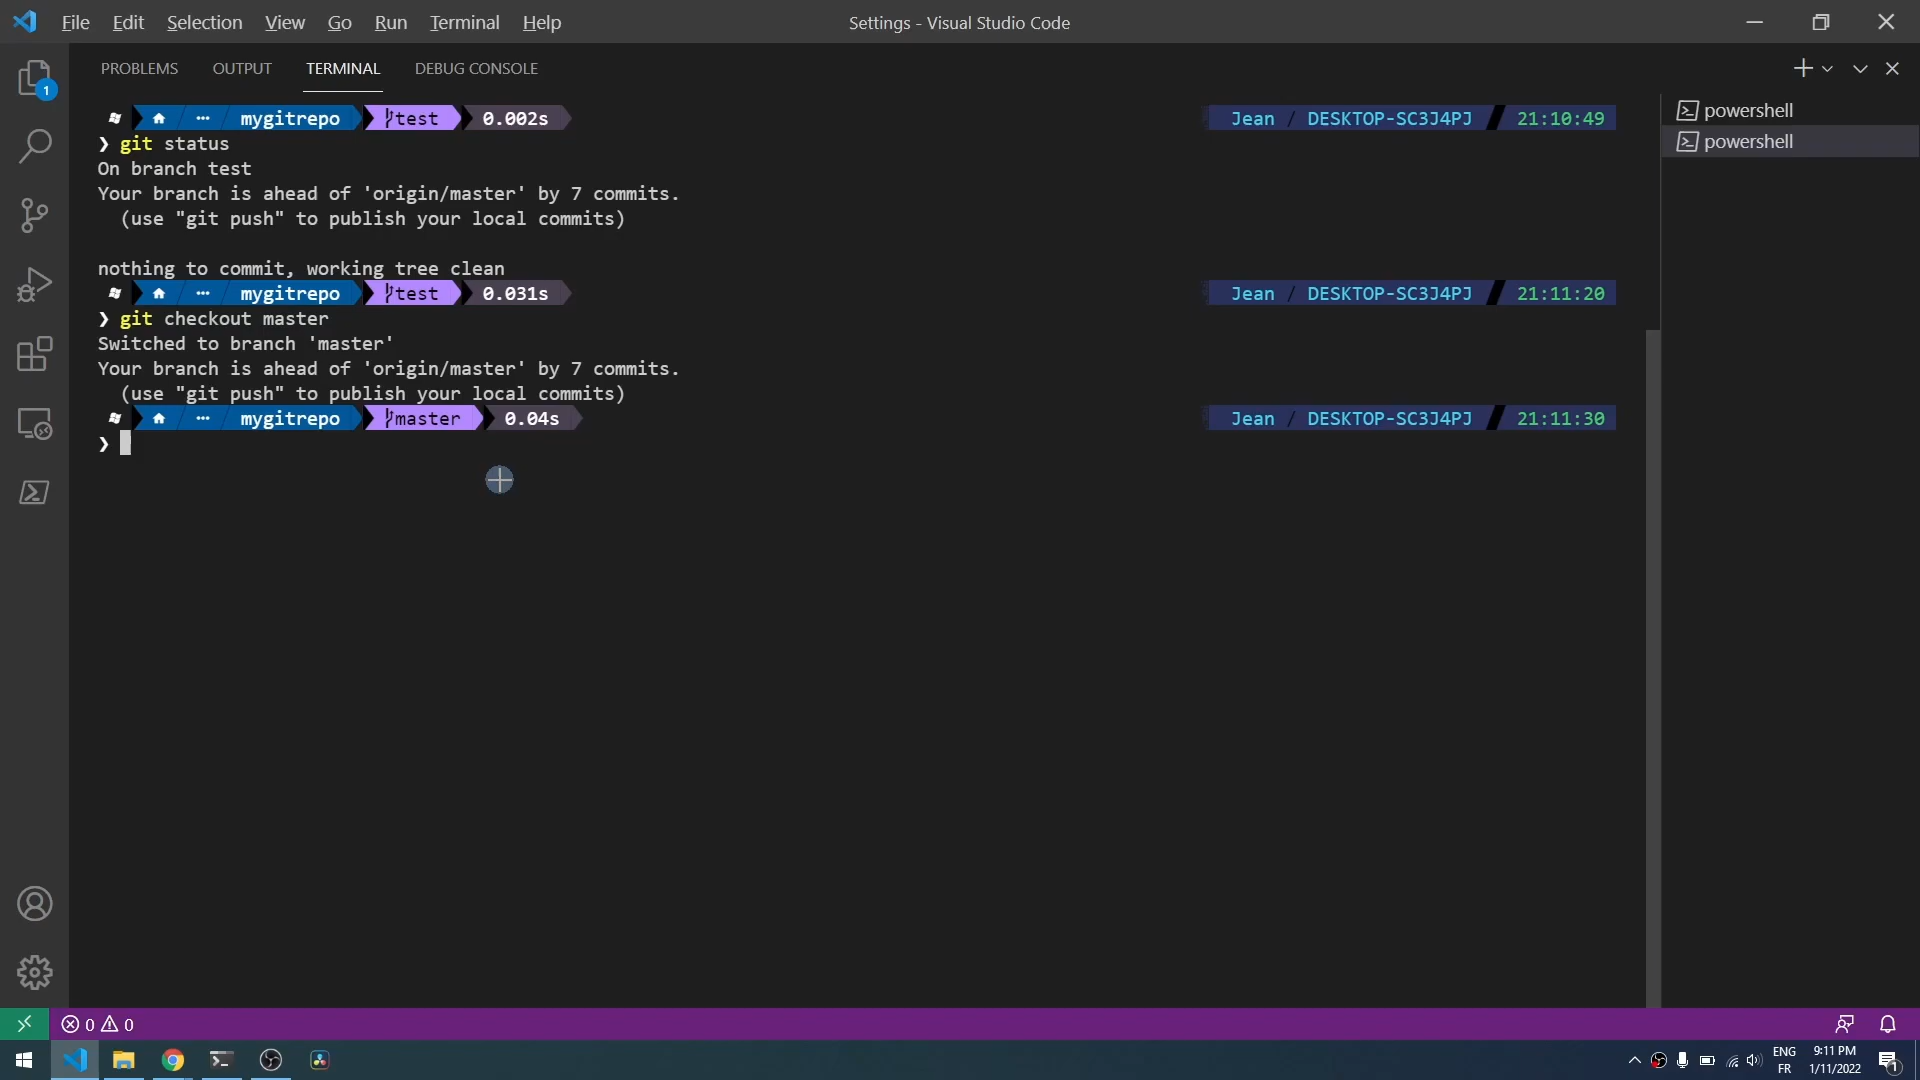 File Edit Selection View Go Run Terminal Help
Settings - Visual Studio Code
1
PROBLEMS OUTPUT TERMINAL DEBUG CONSOLE
mygitrepo test 0.002s Jean / DESKTOP-SC3J4PJ 21:10:49
❯ git status
On branch test
Your branch is ahead of 'origin/master' by 7 commits.
(use "git push" to publish your local commits)
nothing to commit, working tree clean
mygitrepo test 0.031s Jean / DESKTOP-SC3J4PJ 21:11:20
❯ git checkout master
Switched to branch 'master'
Your branch is ahead of 'origin/master' by 7 commits.
(use "git push" to publish your local commits)
mygitrepo master 0.04s Jean / DESKTOP-SC3J4PJ 21:11:30
❯
powershell
powershell
0 0
ENG
FR
9:11 PM
1/11/2022
1